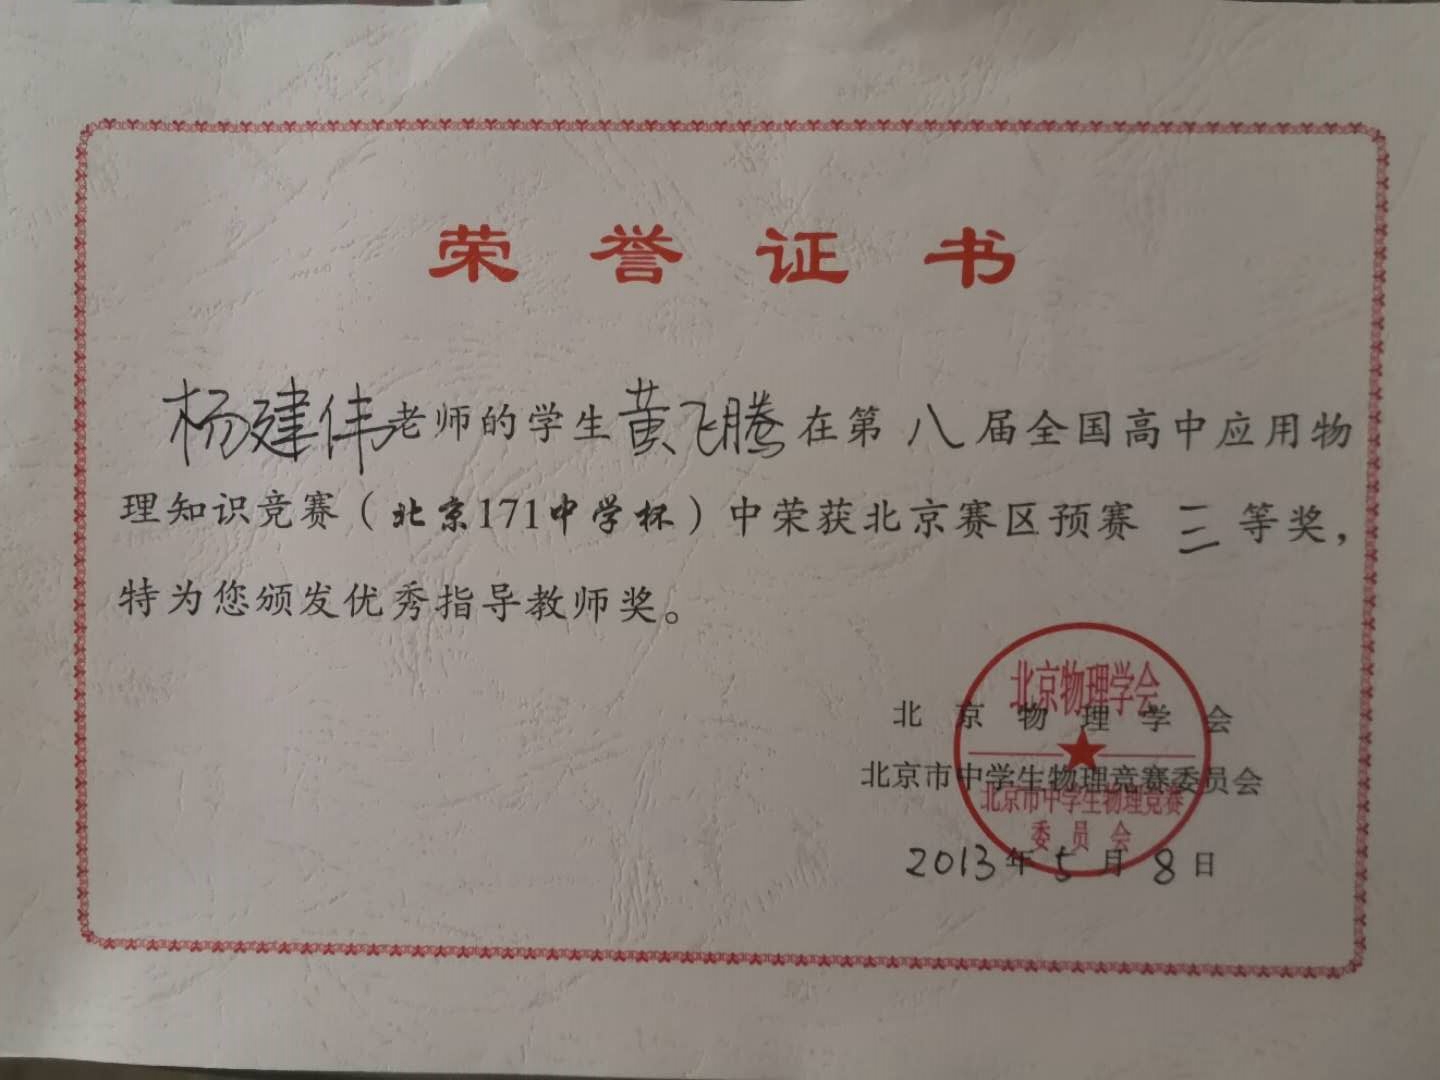 荣誉证书
杨建伟老师的学生黄飞腾在第八届全国高中应用物
理知识竞赛（北京171中学杯）中荣获北京赛区预赛三等奖，
特为您颁发优秀指导教师奖。
北京物理学会
北京市中学生物理竞赛委员会
2013年5月8日
北京物理学会
北京市中学生物理竞赛
委员会